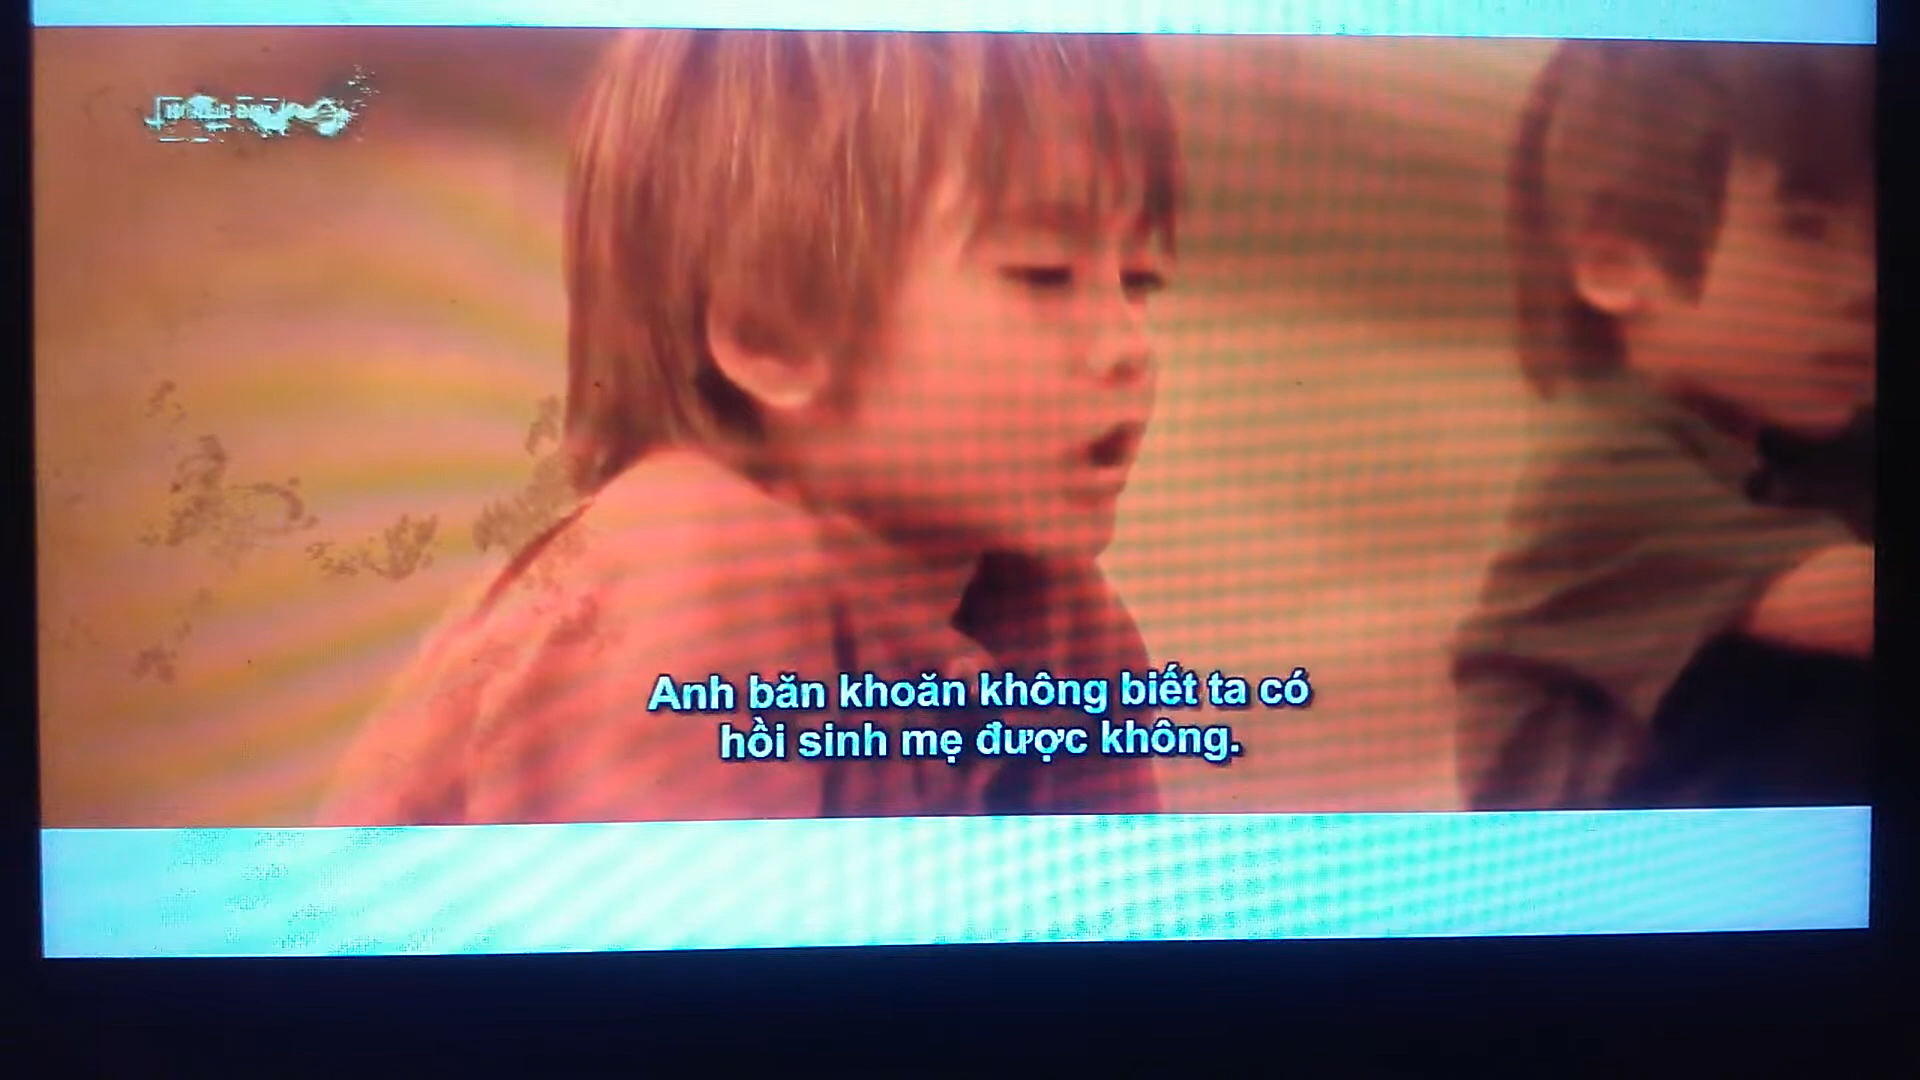 Anh băn khoăn không biết ta có
hồi sinh mẹ được không.